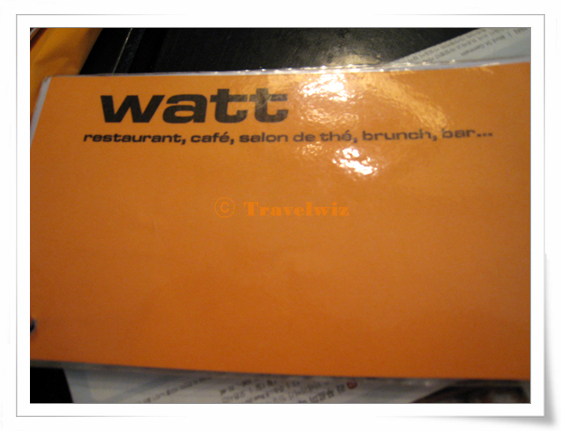 watt
restaurant, café, salon de thé, brunch, bar...
© Travelwiz